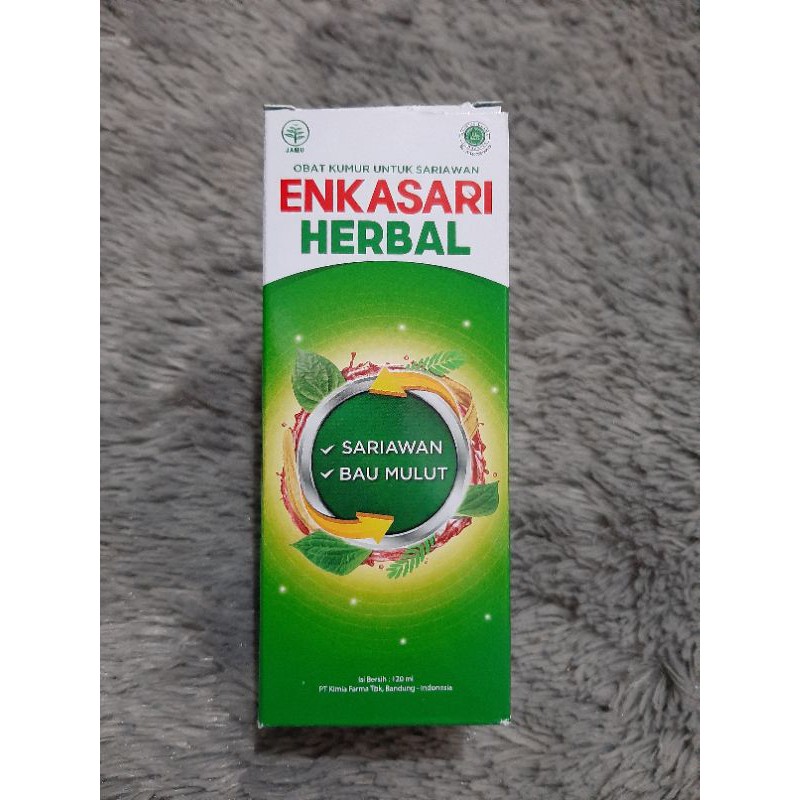 JAMU
OBAT KUMUR UNTUK SARIAWAN
ENKASARI
HERBAL
✓ SARIAWAN
✓ BAU MULUT
Isi Bersih : 120 ml
PT Kimia Farma Tbk, Bandung - Indonesia